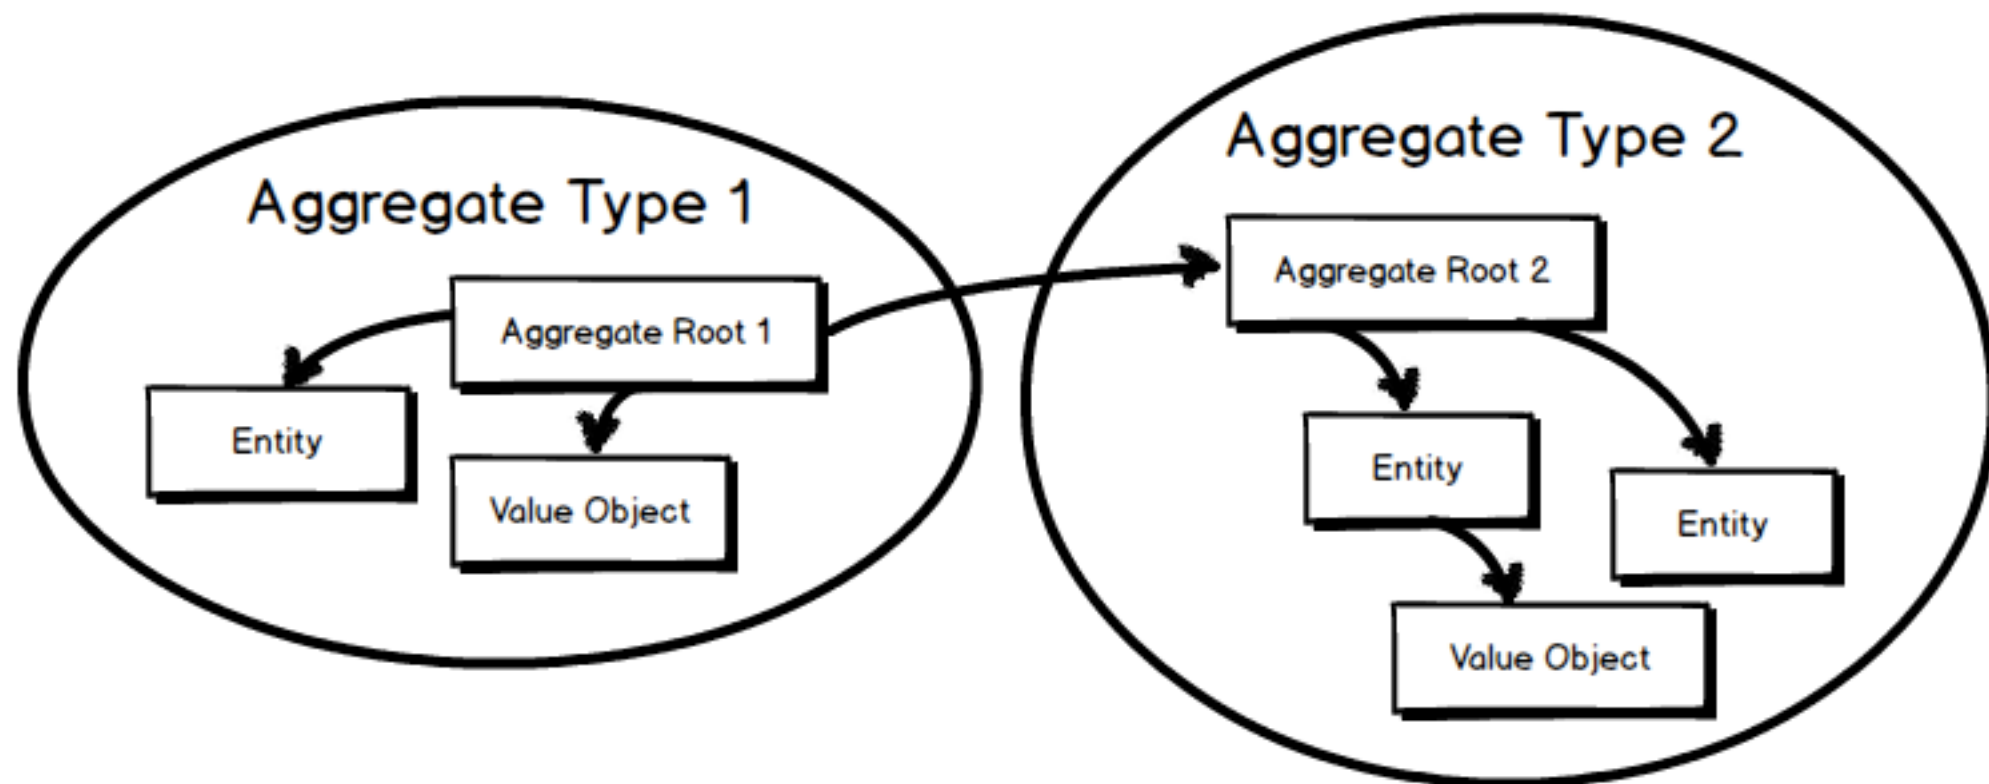 Aggregate Type 1
Aggregate Root 1
Entity
Value Object
Aggregate Type 2
Aggregate Root 2
Entity
Entity
Value Object